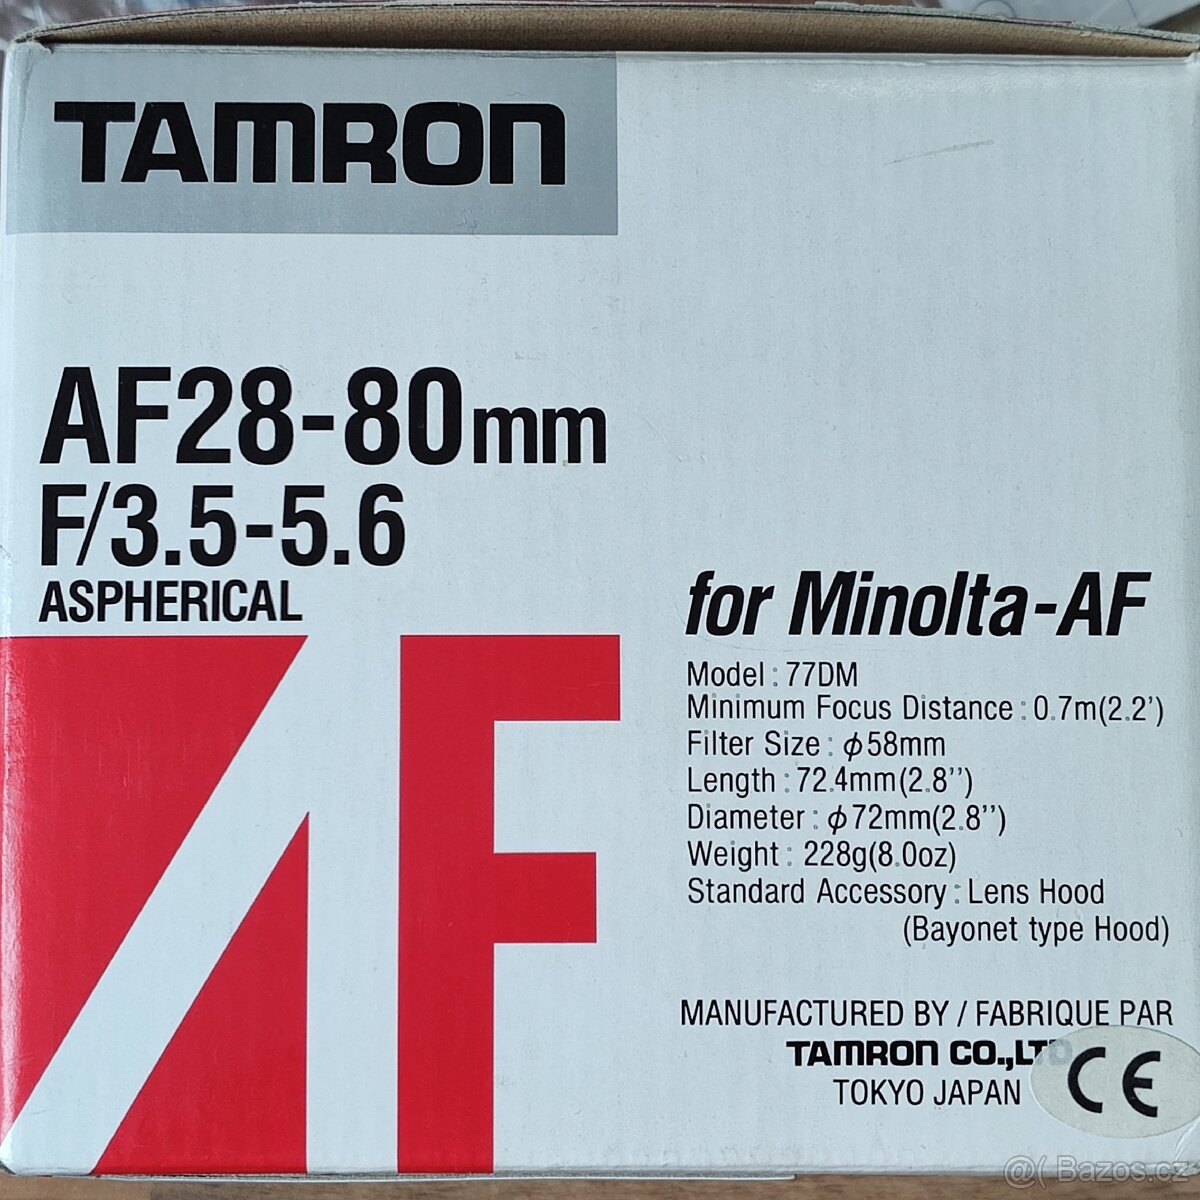 TAMRON
AF28-80mm
F/3.5-5.6
ASPHERICAL
AF
for Minolta-AF
Model : 77DM
Minimum Focus Distance : 0.7m(2.2')
Filter Size : φ58mm
Length : 72.4mm(2.8'')
Diameter : φ72mm(2.8'')
Weight : 228g(8.0oz)
Standard Accessory : Lens Hood
(Bayonet type Hood)
MANUFACTURED BY / FABRIQUE PAR
TAMRON CO.,LTD
TOKYO JAPAN
CE
@( Bazos.cz